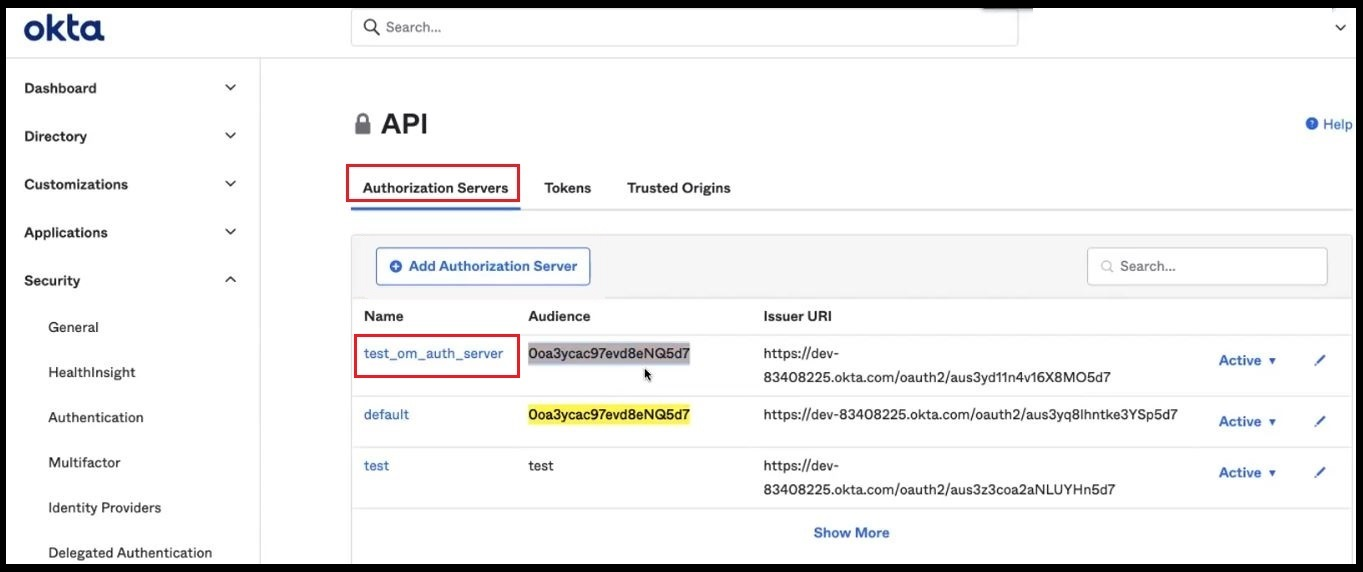 okta
Search...
Dashboard
Directory
Customizations
Applications
Security
General
HealthInsight
Authentication
Multifactor
Identity Providers
Delegated Authentication
API
Help
Authorization Servers Tokens Trusted Origins
Add Authorization Server
Search...
Name Audience Issuer URI
test_om_auth_server 0oa3ycac97evd8eNQ5d7 https://dev-
83408225.okta.com/oauth2/aus3yd11n4v16X8MO5d7 Active
default 0oa3ycac97evd8eNQ5d7 https://dev-83408225.okta.com/oauth2/aus3yq8lhntke3YSp5d7 Active
test test https://dev-
83408225.okta.com/oauth2/aus3z3coa2aNLUYHn5d7 Active
Show More